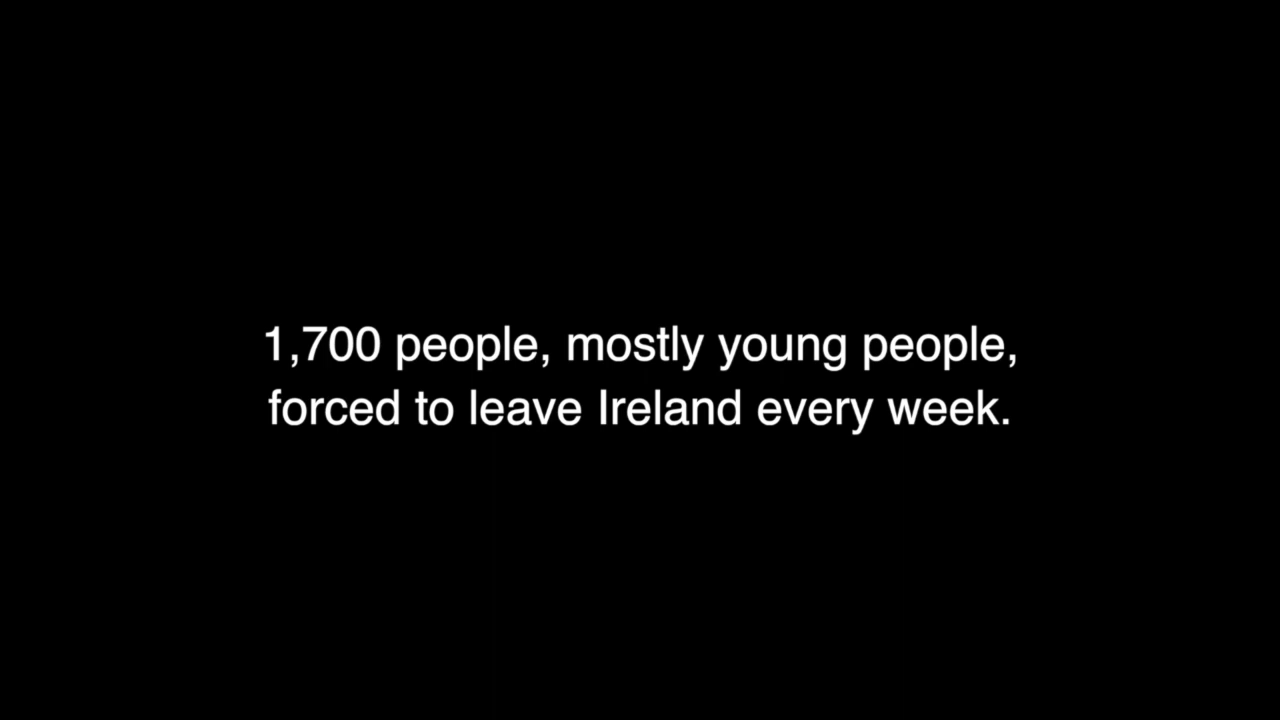 1,700 people, mostly young people,
forced to leave Ireland every week.